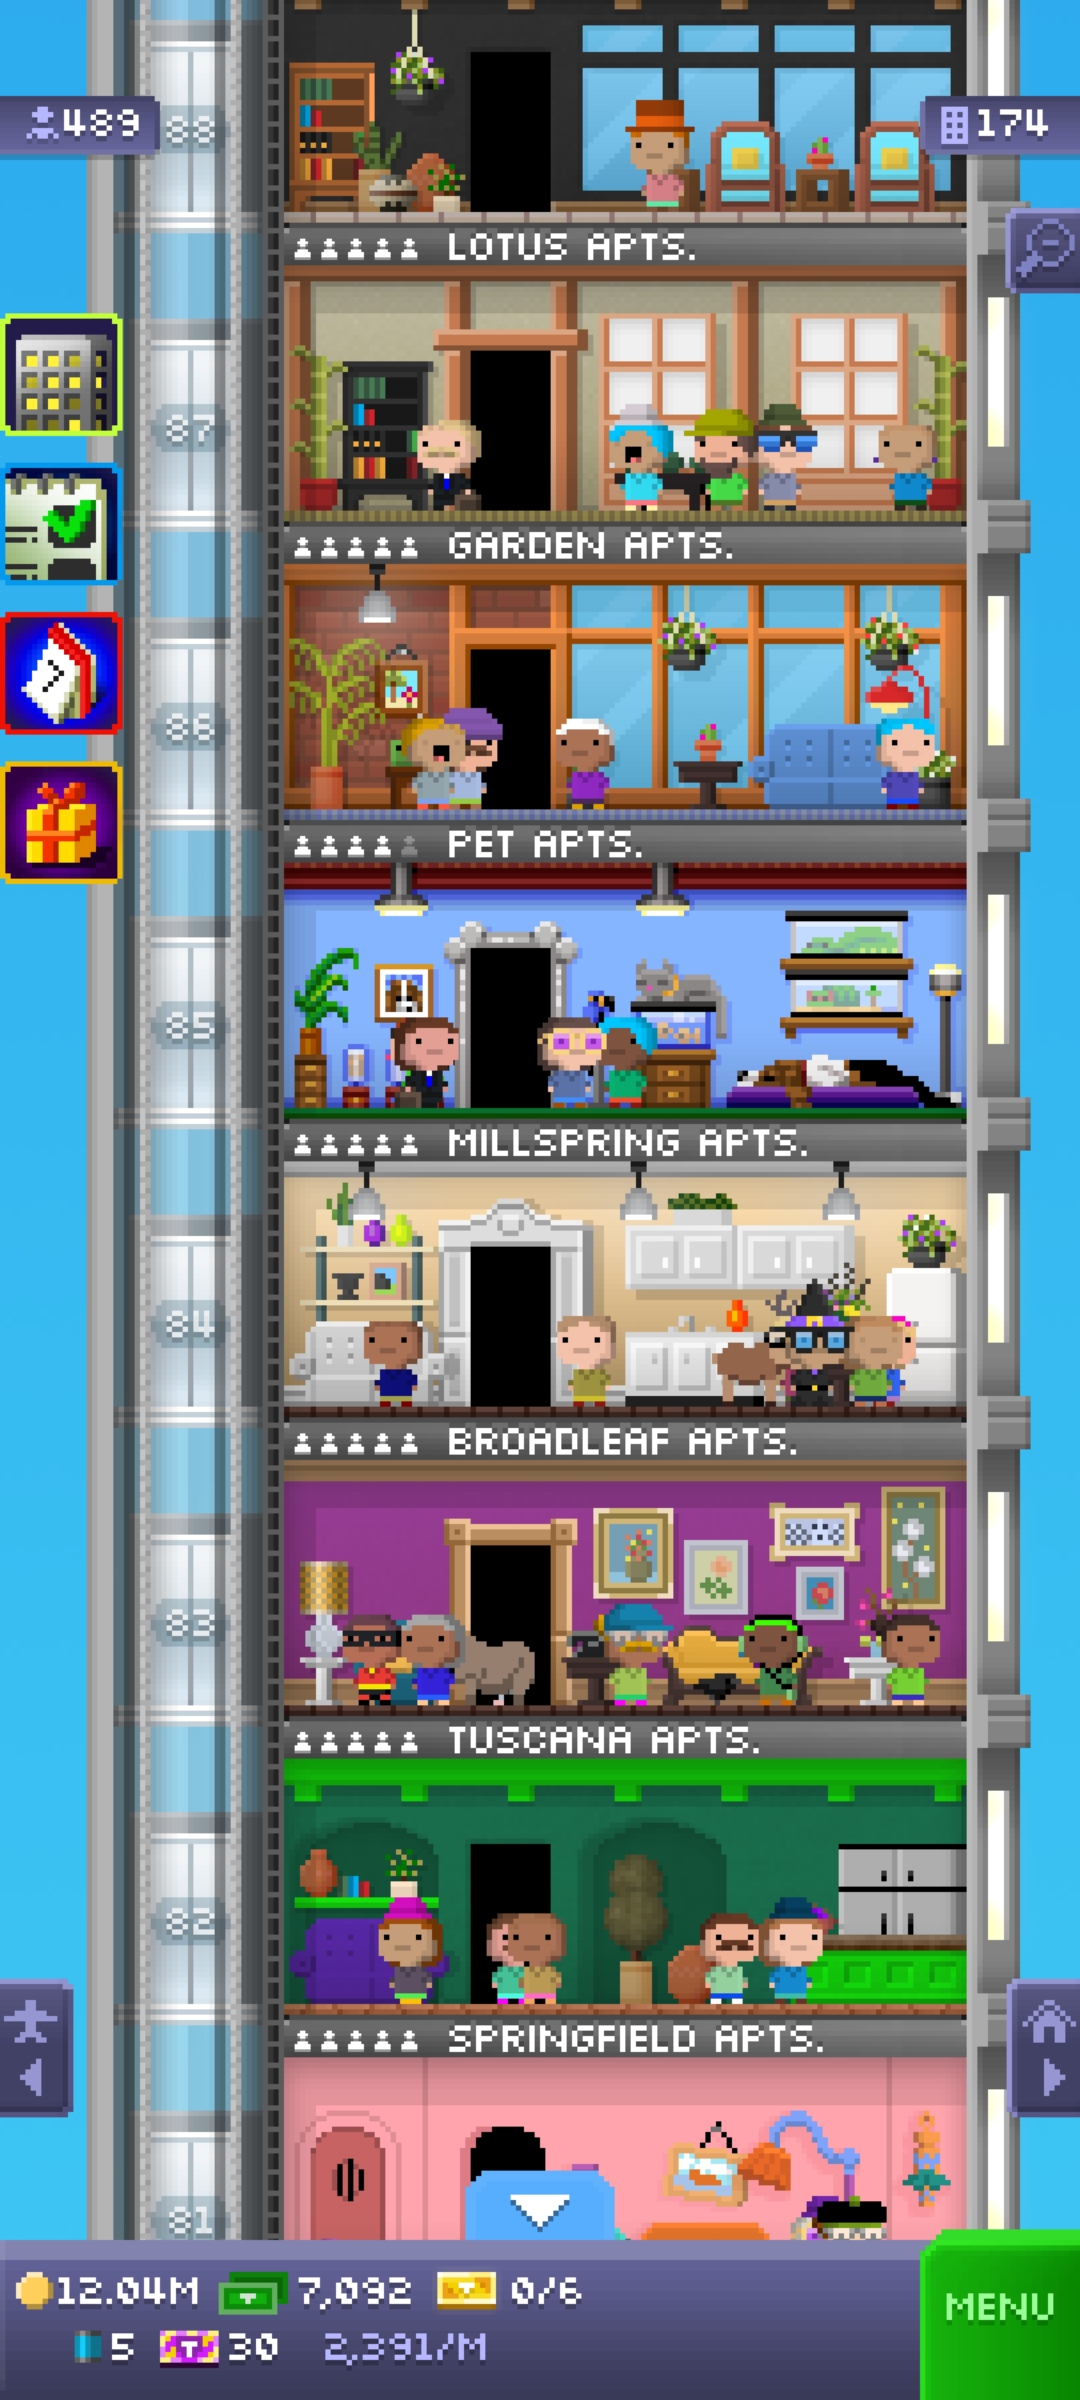 489
88
174
LOTUS APTS.
87
GARDEN APTS.
86
PET APTS.
85
MILLSPRING APTS.
84
BROADLEAF APTS.
83
TUSCANA APTS.
82
SPRINGFIELD APTS.
81
12.04M 7,092 0/6
5 T 30 2,391/M
MENU